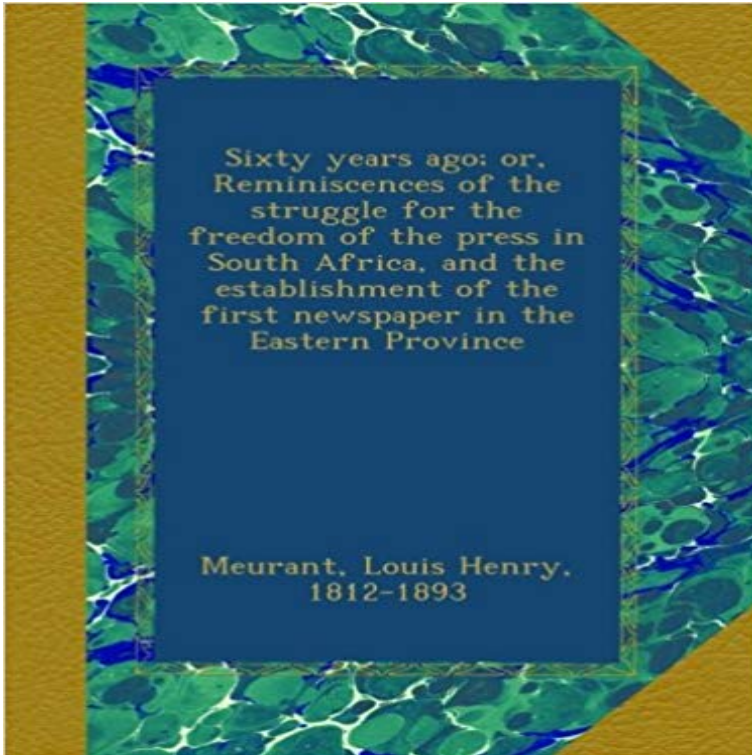 Sixty years ago; or,
Reminiscences of the
struggle for the
freedom of the press in
South Africa, and the
establishment of the
first newspaper in the
Eastern Province
Meurant, Louis Henry,
1812-1893